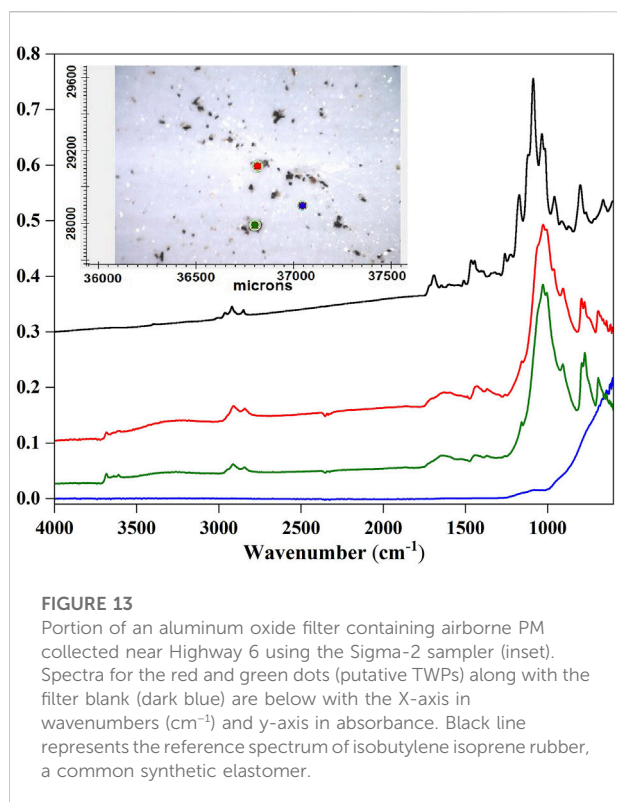 0.8
0.7
0.6
0.5
0.4
0.3
0.2
0.1
0.0
29600
29200
28000
36000 36500 37000 37500
microns
4000 3500 3000 2500 2000 1500 1000
Wavenumber (cm⁻¹)
FIGURE 13
Portion of an aluminum oxide filter containing airborne PM
collected near Highway 6 using the Sigma-2 sampler (inset).
Spectra for the red and green dots (putative TWPs) along with the
filter blank (dark blue) are below with the X-axis in
wavenumbers (cm⁻¹) and y-axis in absorbance. Black line
represents the reference spectrum of isobutylene isoprene rubber,
a common synthetic elastomer.